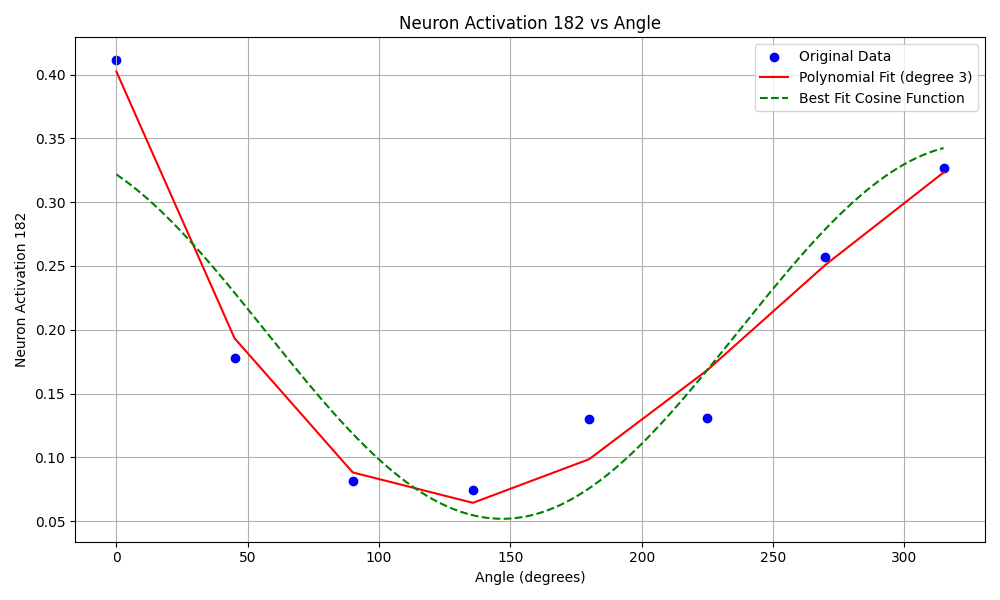 Neuron Activation 182 vs Angle
Original Data
Polynomial Fit (degree 3)
Best Fit Cosine Function
Neuron Activation 182
0.40
0.35
0.30
0.25
0.20
0.15
0.10
0.05
0 50 100 150 200 250 300
Angle (degrees)